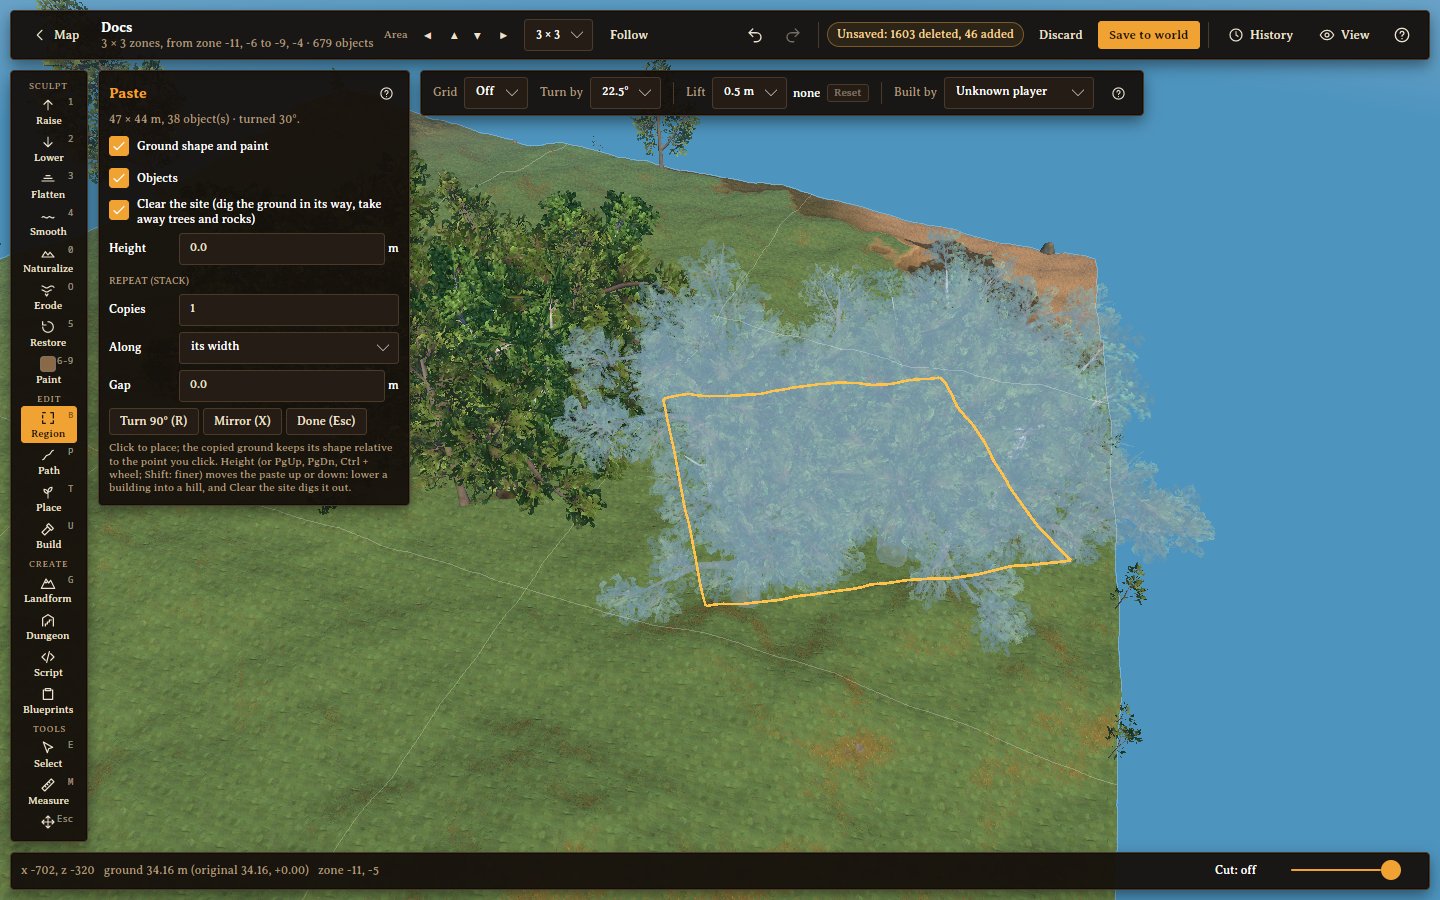 Map
Docs
3 × 3 zones, from zone -11, -6 to -9, -4 · 679 objects
Area
3 × 3
Follow
Unsaved: 1603 deleted, 46 added
Discard
Save to world
History
View
SCULPT
1
Raise
2
Lower
3
Flatten
4
Smooth
0
Naturalize
O
Erode
5
Restore
6-9
Paint
EDIT
B
Region
P
Path
T
Place
U
Build
CREATE
G
Landform
Dungeon
Script
Blueprints
TOOLS
E
Select
M
Measure
Esc
Paste
47 × 44 m, 38 object(s) · turned 30°.
Ground shape and paint
Objects
Clear the site (dig the ground in its way, take
away trees and rocks)
Height
0.0
m
REPEAT (STACK)
Copies
1
Along
its width
Gap
0.0
m
Turn 90° (R)
Mirror (X)
Done (Esc)
Click to place; the copied ground keeps its shape relative
to the point you click. Height (or PgUp, PgDn, Ctrl +
wheel; Shift: finer) moves the paste up or down: lower a
building into a hill, and Clear the site digs it out.
Grid
Off
Turn by
22.5°
Lift
0.5 m
none
Reset
Built by
Unknown player
x -702, z -320 ground 34.16 m (original 34.16, +0.00) zone -11, -5
Cut: off